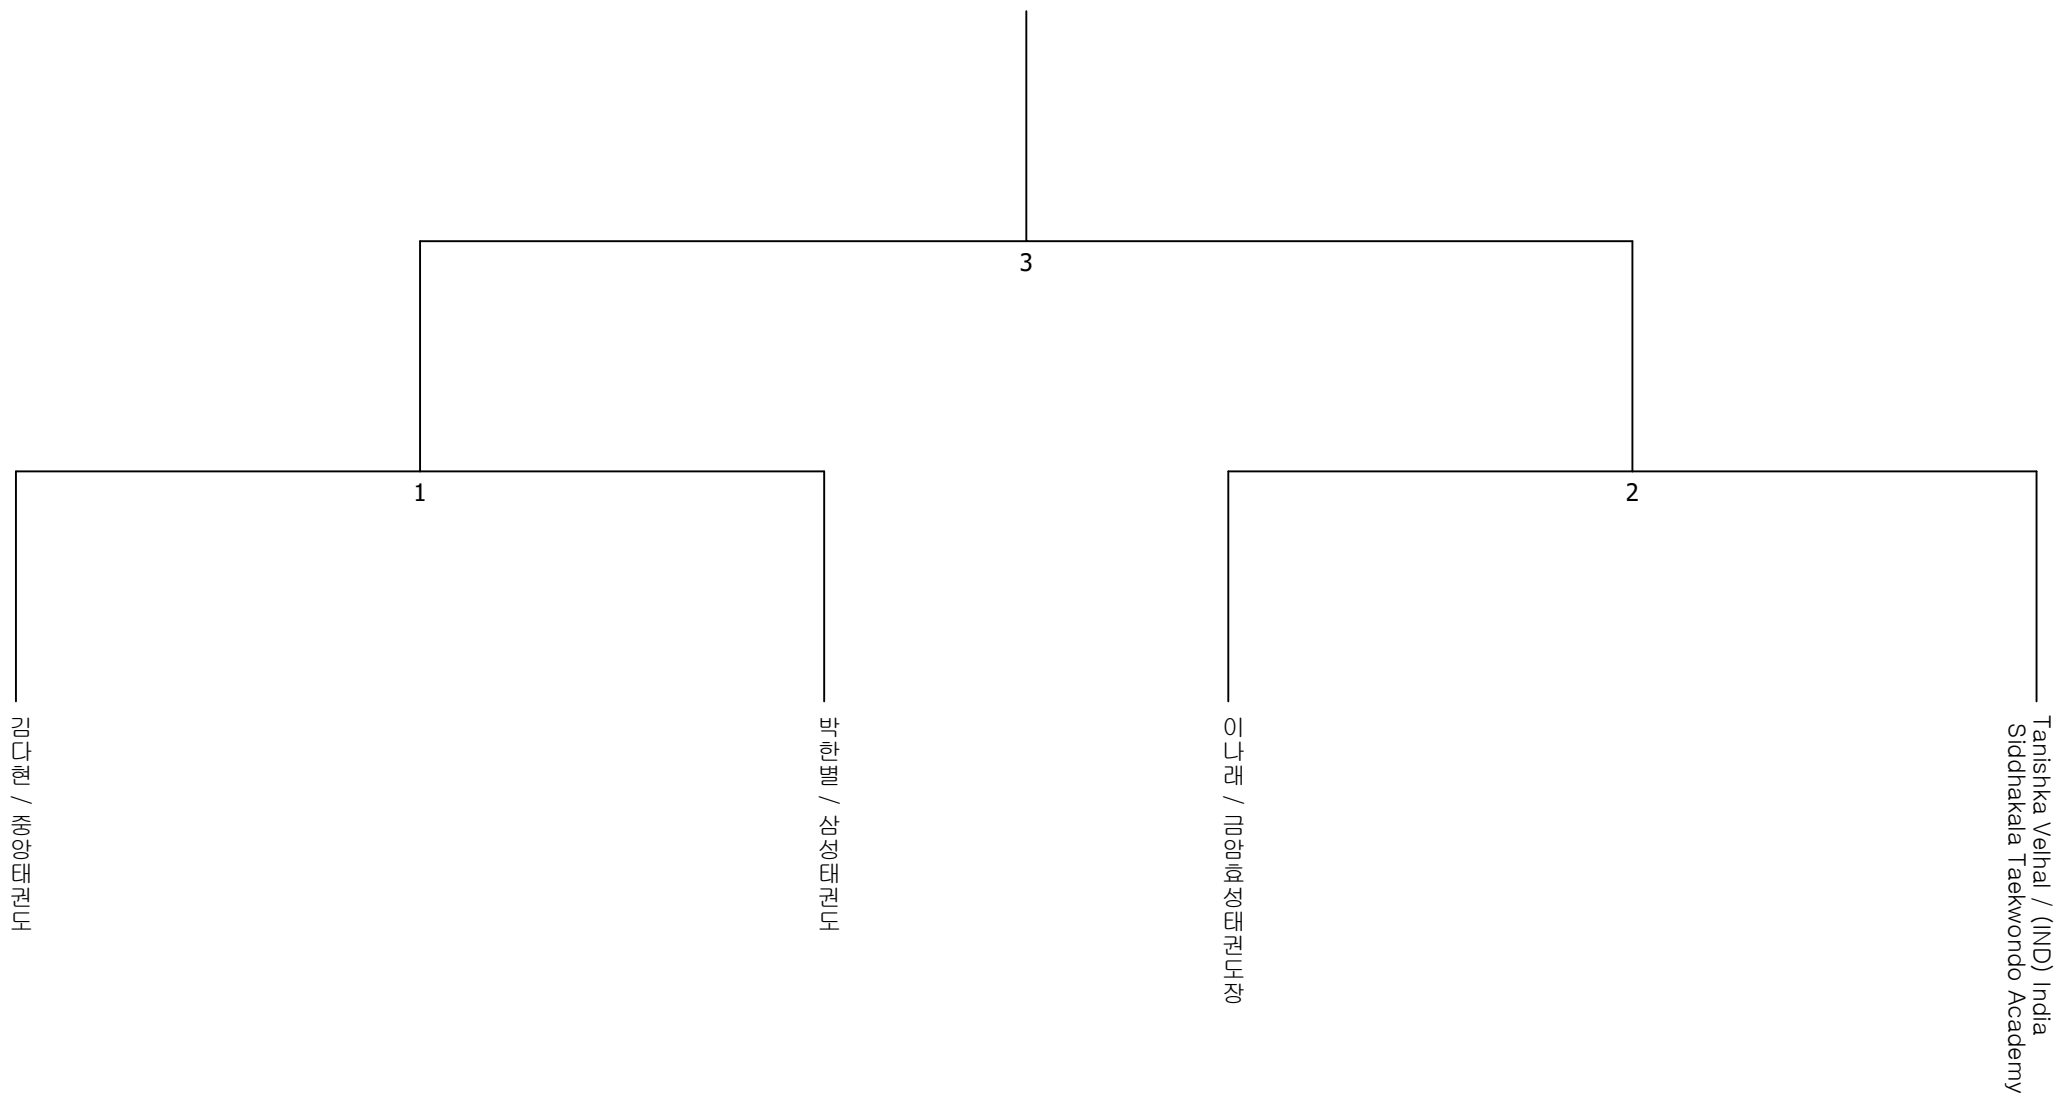 3
1
2
김다현 / 중앙태권도
박한별 / 삼성태권도
이나래 / 금암효성태권도장
Tanishka Velhal / (IND) India
Siddhakala Taekwondo Academy